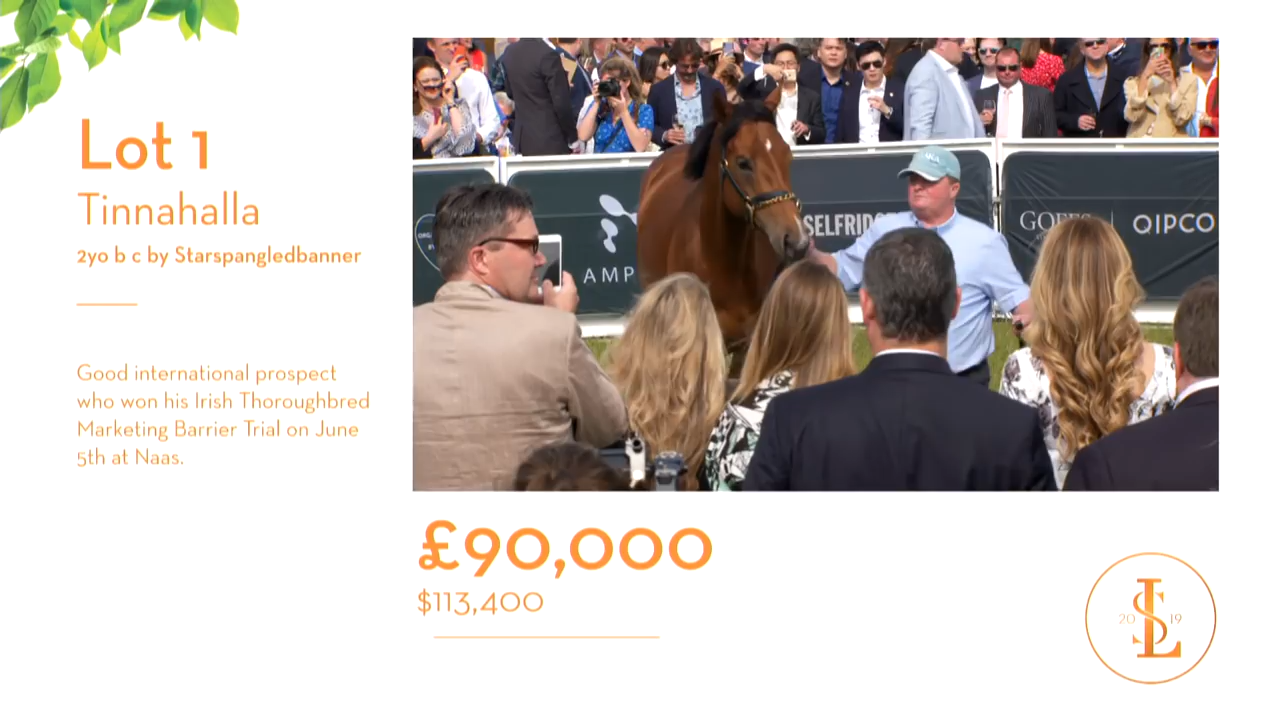 Lot 1
Tinnahalla
2yo b c by Starspangledbanner
Good international prospect
who won his Irish Thoroughbred
Marketing Barrier Trial on June
5th at Naas.
AMP
SELFRIDG
GOFFS
QIPCO
£90,000
$113,400
20 SL 19